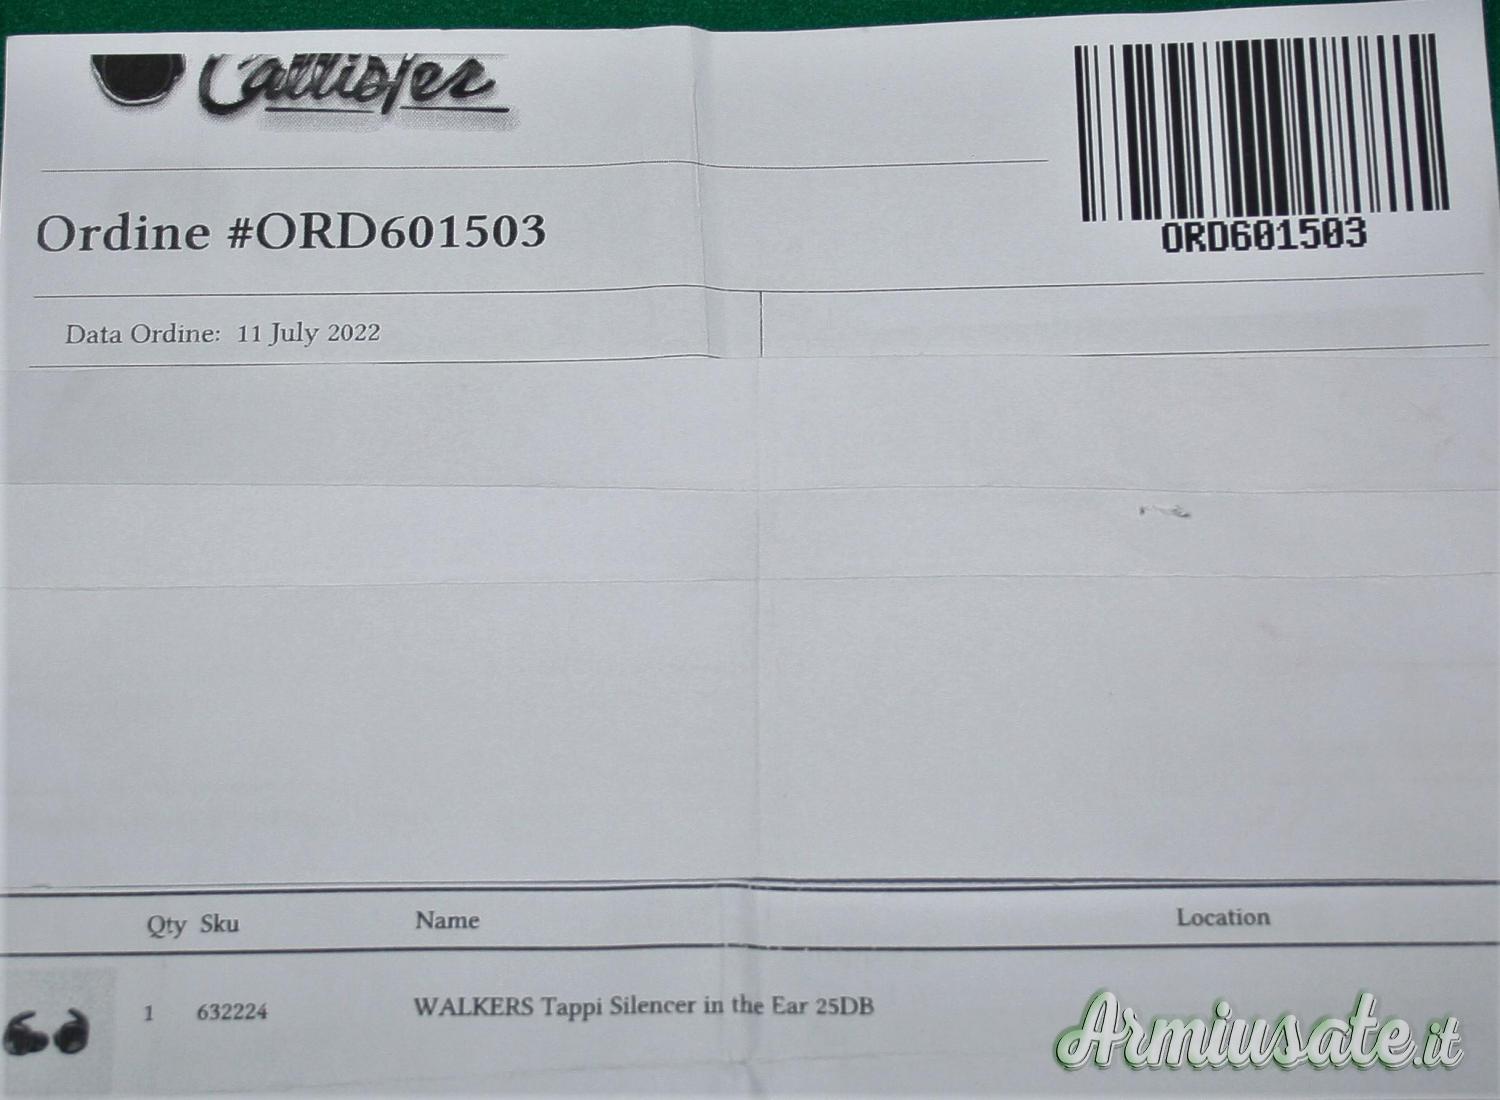 Callister
Ordine #ORD601503
ORD601503
Data Ordine: 11 July 2022
Qty Sku Name Location
1 632224 WALKERS Tappi Silencer in the Ear 25DB
Armiusate.it